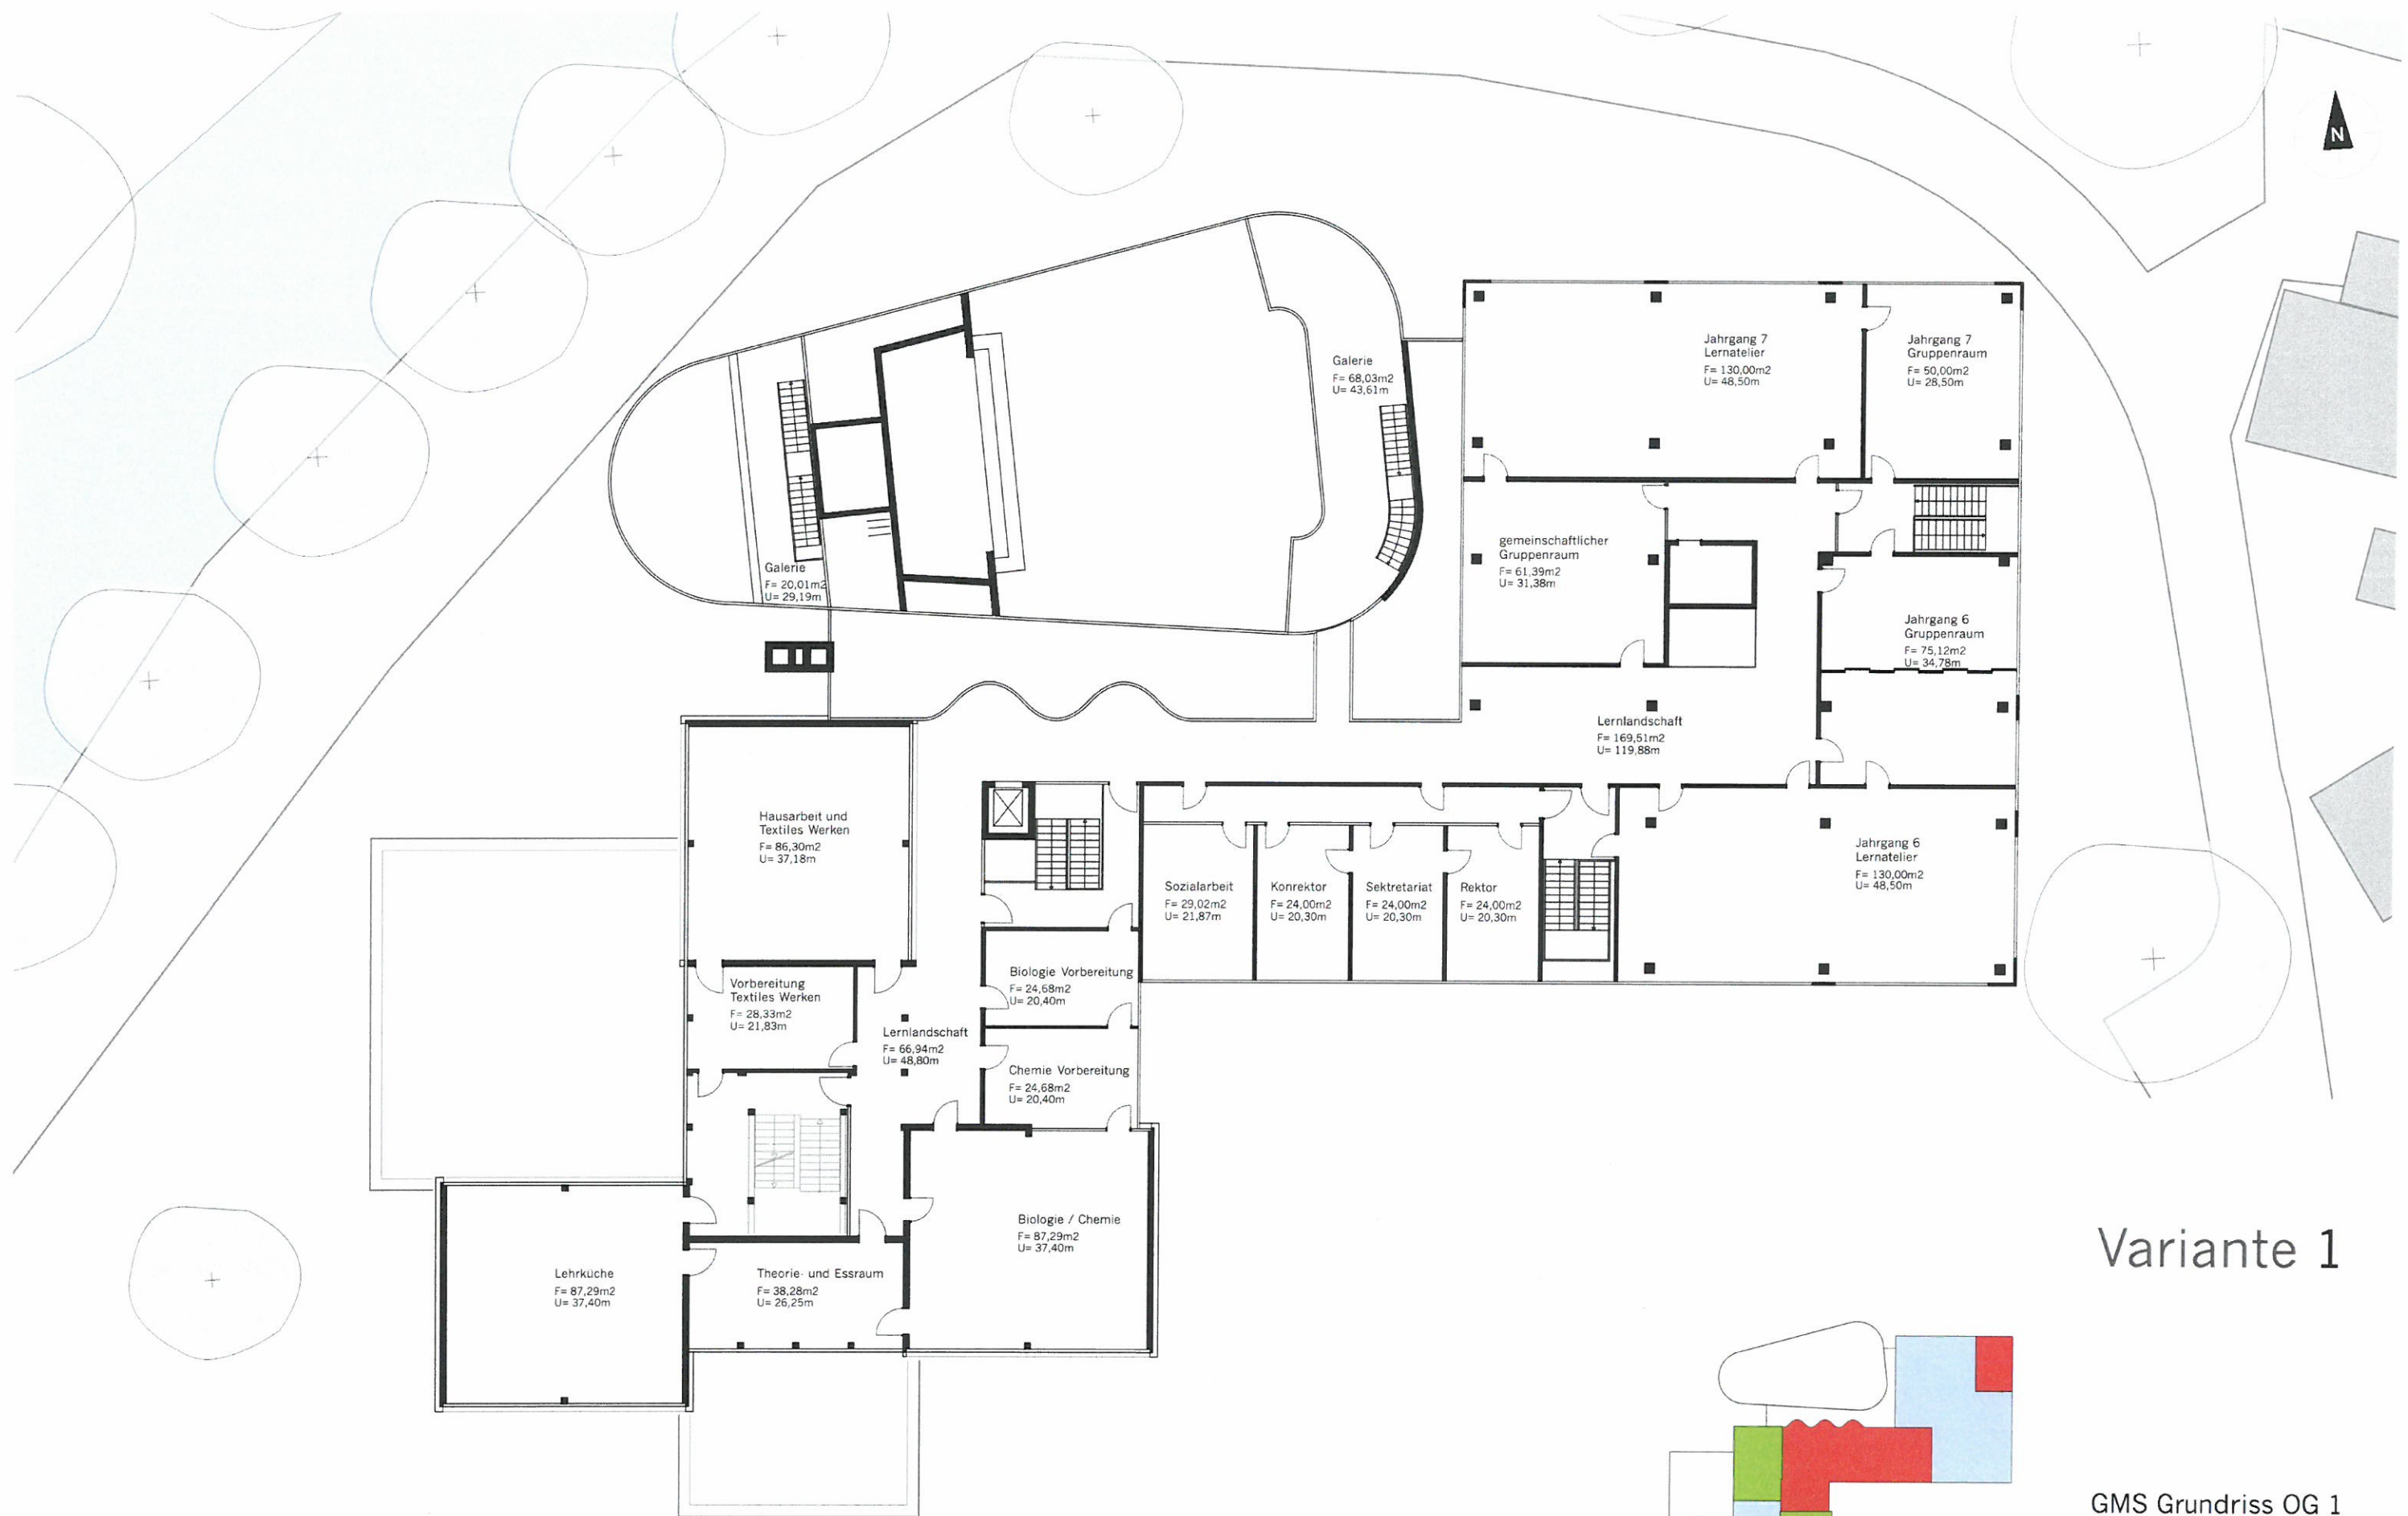 N
Jahrgang 7
Lernatelier
F= 130,00m2
U= 48,50m
Jahrgang 7
Gruppenraum
F= 50,00m2
U= 28,50m
Galerie
F= 68,03m2
U= 43,61m
gemeinschaftlicher
Gruppenraum
F= 61,39m2
U= 31,38m
Galerie
F= 20,01m2
U= 29,19m
Jahrgang 6
Gruppenraum
F= 75,12m2
U= 34,78m
Lernlandschaft
F= 169,51m2
U= 119,88m
Hausarbeit und
Textiles Werken
F= 86,30m2
U= 37,18m
Jahrgang 6
Lernatelier
F= 130,00m2
U= 48,50m
Sozialarbeit
F= 29,02m2
U= 21,87m
Konrektor
F= 24,00m2
U= 20,30m
Sektretariat
F= 24,00m2
U= 20,30m
Rektor
F= 24,00m2
U= 20,30m
Biologie Vorbereitung
F= 24,68m2
U= 20,40m
Vorbereitung
Textiles Werken
F= 28,33m2
U= 21,83m
Lernlandschaft
F= 66,94m2
U= 48,80m
Chemie Vorbereitung
F= 24,68m2
U= 20,40m
Biologie / Chemie
F= 87,29m2
U= 37,40m
Lehrküche
F= 87,29m2
U= 37,40m
Theorie- und Essraum
F= 38,28m2
U= 26,25m
Variante 1
GMS Grundriss OG 1